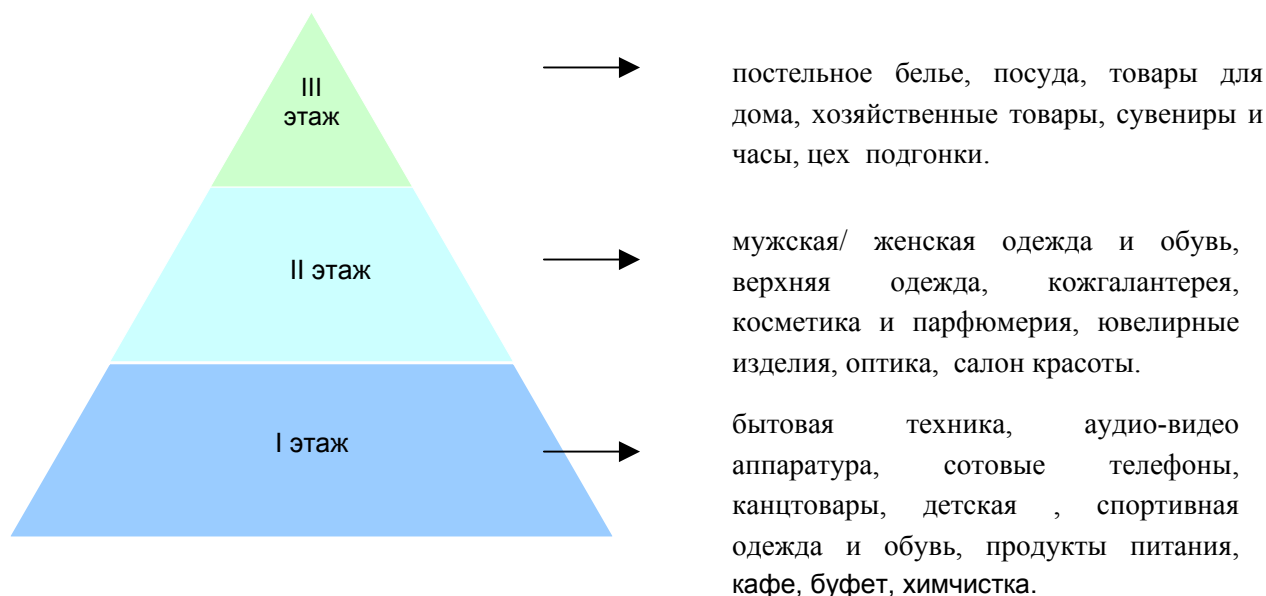 III
этаж
постельное белье, посуда, товары для
дома, хозяйственные товары, сувениры и
часы, цех подгонки.
II этаж
мужская/ женская одежда и обувь,
верхняя одежда, кожгалантерея,
косметика и парфюмерия, ювелирные
изделия, оптика, салон красоты.
I этаж
бытовая техника, аудио-видео
аппаратура, сотовые телефоны,
канцтовары, детская , спортивная
одежда и обувь, продукты питания,
кафе, буфет, химчистка.